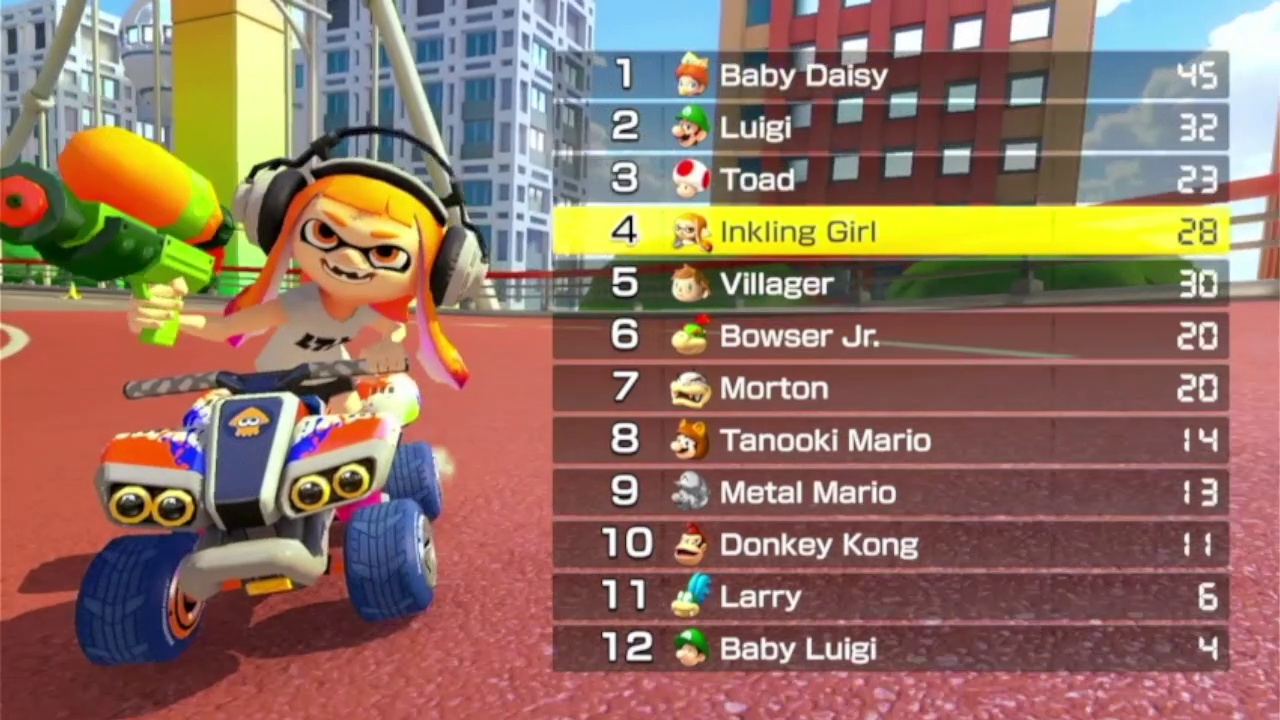 1 Baby Daisy 45
2 Luigi 32
3 Toad 23
4 Inkling Girl 28
5 Villager 30
6 Bowser Jr. 20
7 Morton 20
8 Tanooki Mario 14
9 Metal Mario 13
10 Donkey Kong 11
11 Larry 6
12 Baby Luigi 4